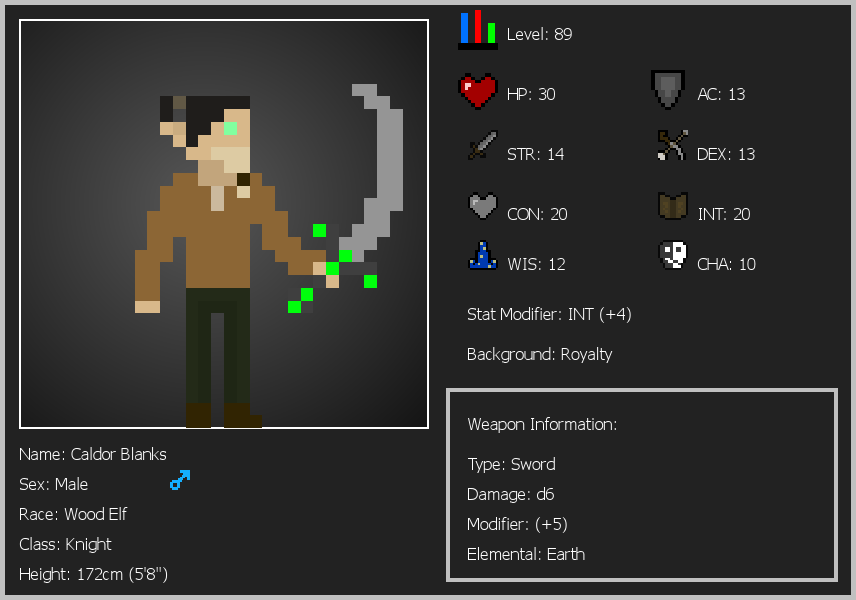 Level: 89
HP: 30
AC: 13
STR: 14
DEX: 13
CON: 20
INT: 20
WIS: 12
CHA: 10
Stat Modifier: INT (+4)
Background: Royalty
Weapon Information:
Type: Sword
Damage: d6
Modifier: (+5)
Elemental: Earth
Name: Caldor Blanks
Sex: Male
Race: Wood Elf
Class: Knight
Height: 172cm (5'8")